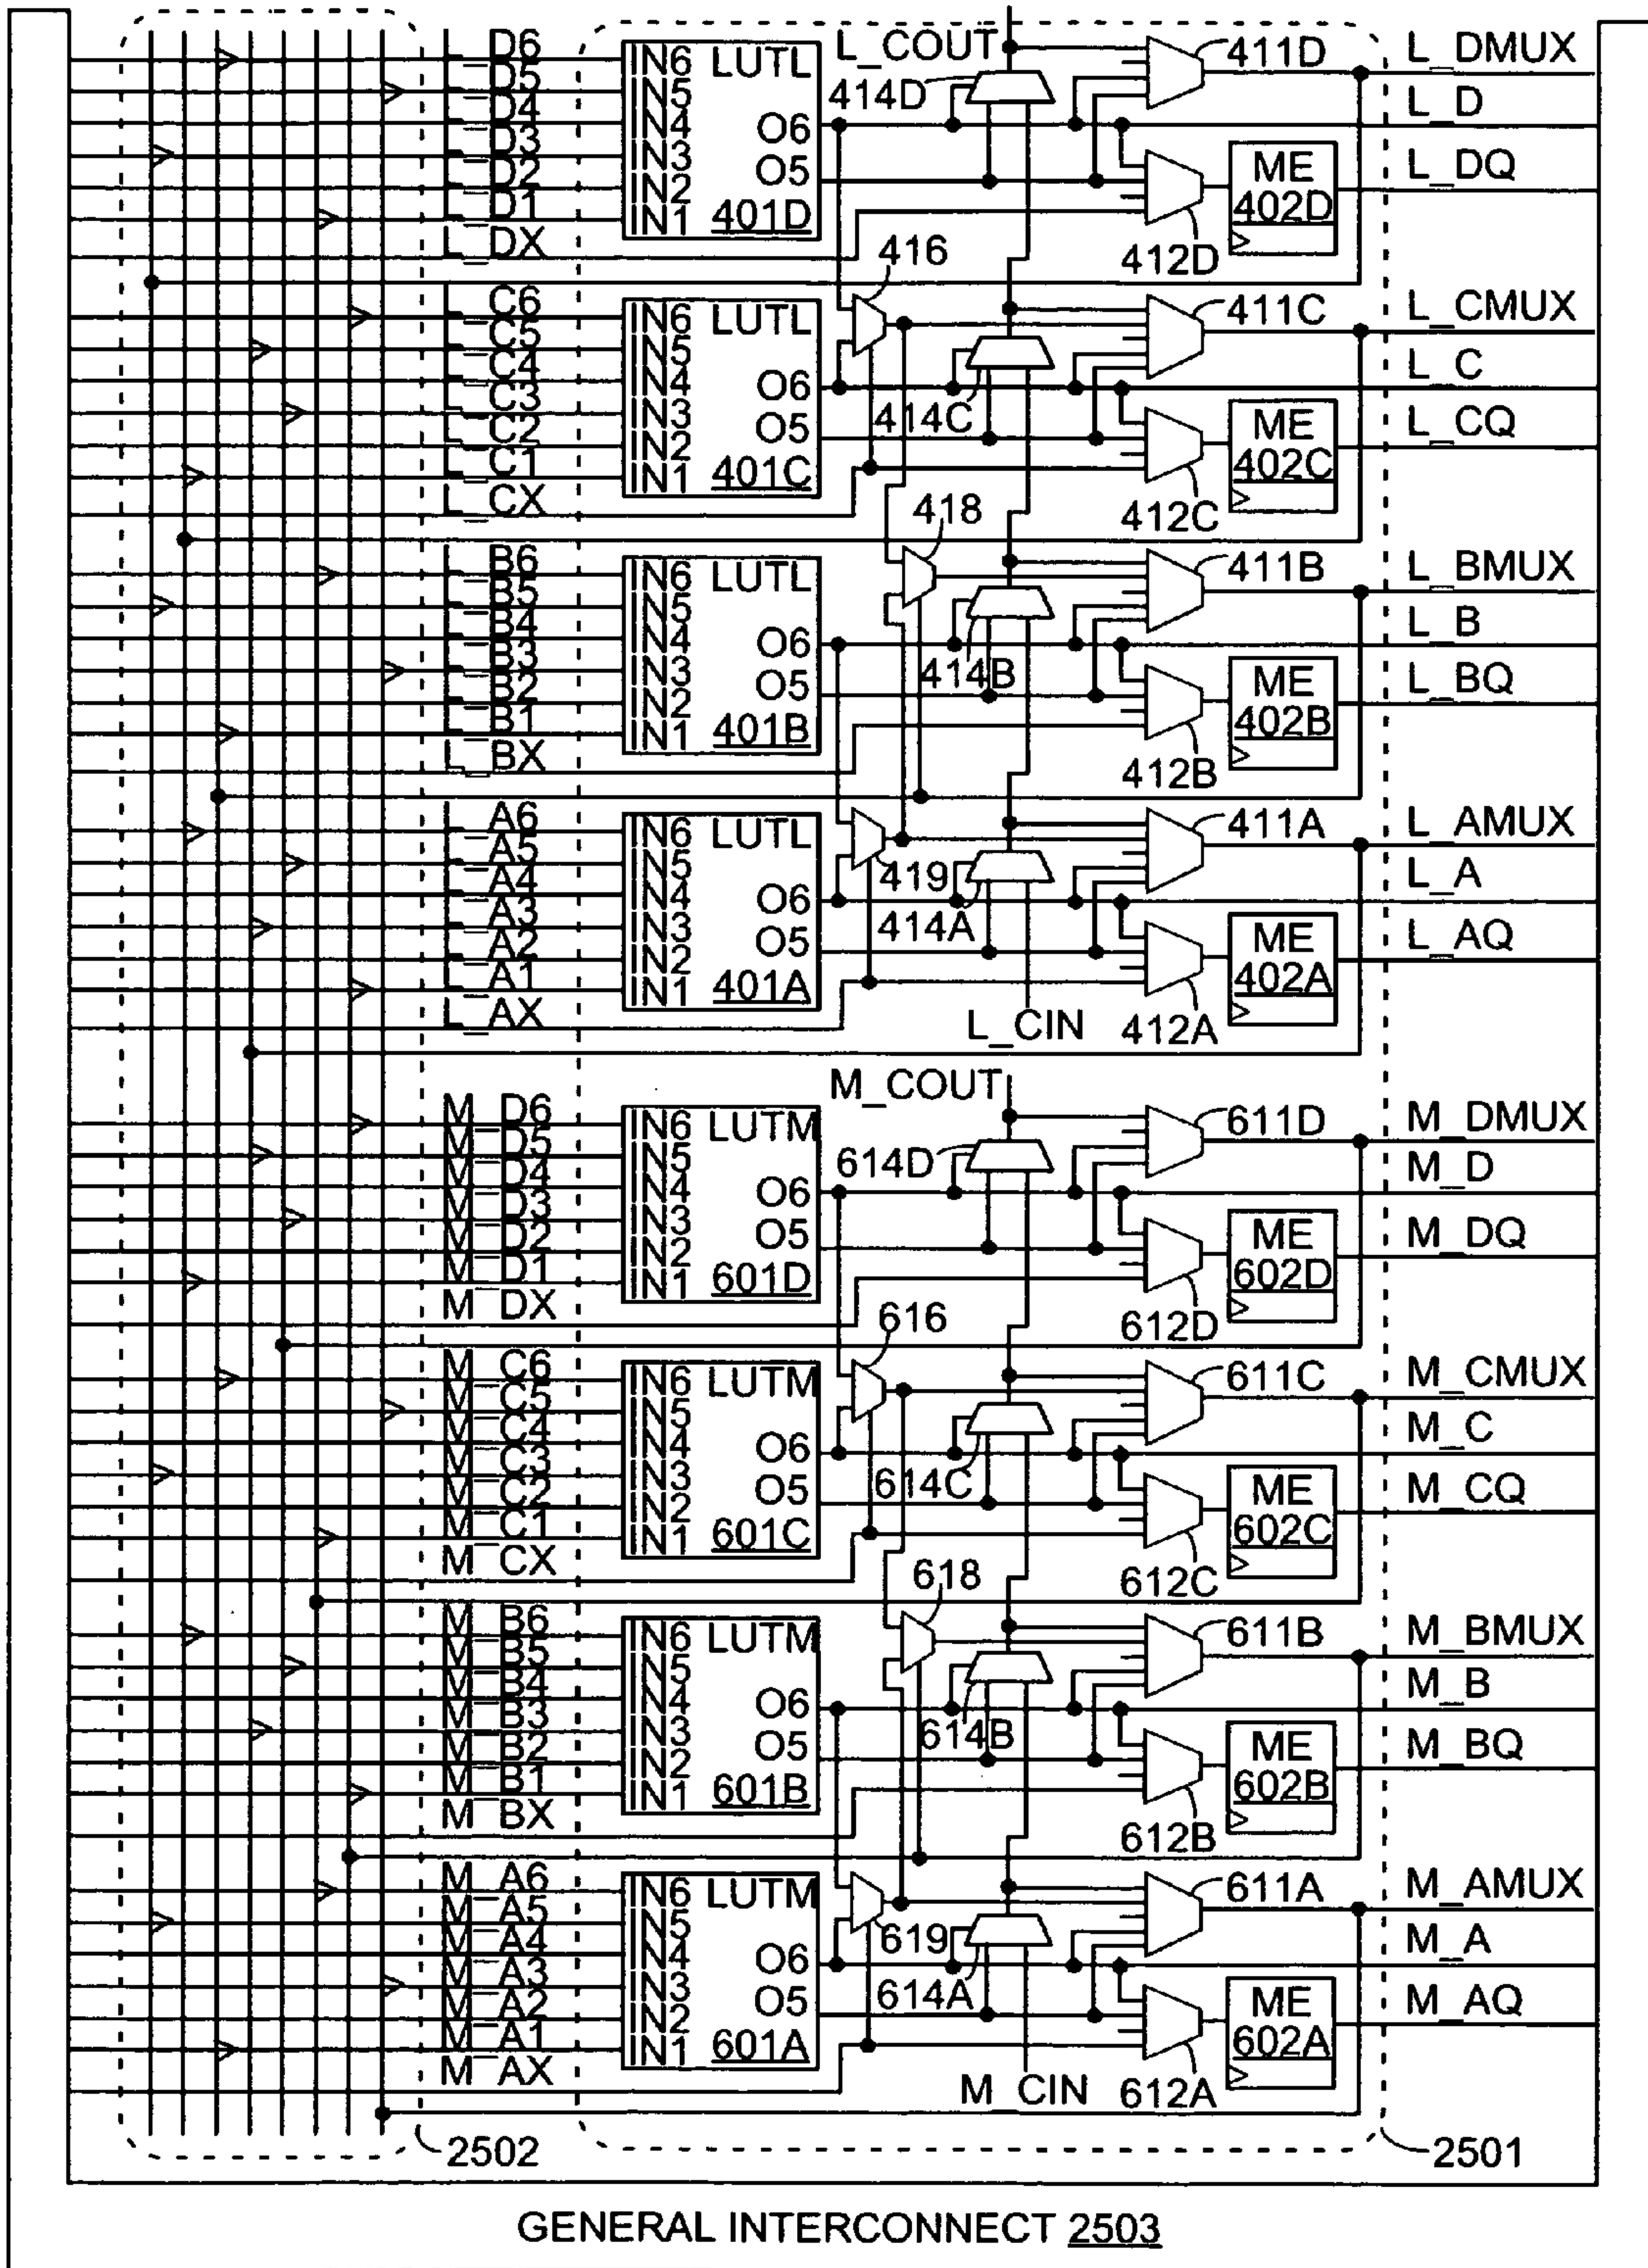 L_D6
L_D5
L_D4
L_D3
L_D2
L_D1
L_DX
IN6 LUTL
IN5
IN4
IN3
IN2
IN1
O6
O5
401D
L_COUT
414D
411D
412D
ME
402D
L_DMUX
L_D
L_DQ
416
L_C6
L_C5
L_C4
L_C3
L_C2
L_C1
L_CX
IN6 LUTL
IN5
IN4
IN3
IN2
IN1
O6
O5
401C
414C
411C
412C
ME
402C
L_CMUX
L_C
L_CQ
418
L_B6
L_B5
L_B4
L_B3
L_B2
L_B1
L_BX
IN6 LUTL
IN5
IN4
IN3
IN2
IN1
O6
O5
401B
414B
411B
412B
ME
402B
L_BMUX
L_B
L_BQ
L_A6
L_A5
L_A4
L_A3
L_A2
L_A1
L_AX
IN6 LUTL
IN5
IN4
IN3
IN2
IN1
O6
O5
401A
419
414A
L_CIN
411A
412A
ME
402A
L_AMUX
L_A
L_AQ
M_COUT
M_D6
M_D5
M_D4
M_D3
M_D2
M_D1
M_DX
IN6 LUTM
IN5
IN4
IN3
IN2
IN1
O6
O5
601D
614D
611D
612D
ME
602D
M_DMUX
M_D
M_DQ
616
M_C6
M_C5
M_C4
M_C3
M_C2
M_C1
M_CX
IN6 LUTM
IN5
IN4
IN3
IN2
IN1
O6
O5
601C
614C
611C
612C
ME
602C
M_CMUX
M_C
M_CQ
618
M_B6
M_B5
M_B4
M_B3
M_B2
M_B1
M_BX
IN6 LUTM
IN5
IN4
IN3
IN2
IN1
O6
O5
601B
614B
611B
612B
ME
602B
M_BMUX
M_B
M_BQ
M_A6
M_A5
M_A4
M_A3
M_A2
M_A1
M_AX
IN6 LUTM
IN5
IN4
IN3
IN2
IN1
O6
O5
601A
619
614A
M_CIN
611A
612A
ME
602A
M_AMUX
M_A
M_AQ
2502
2501
GENERAL INTERCONNECT 2503